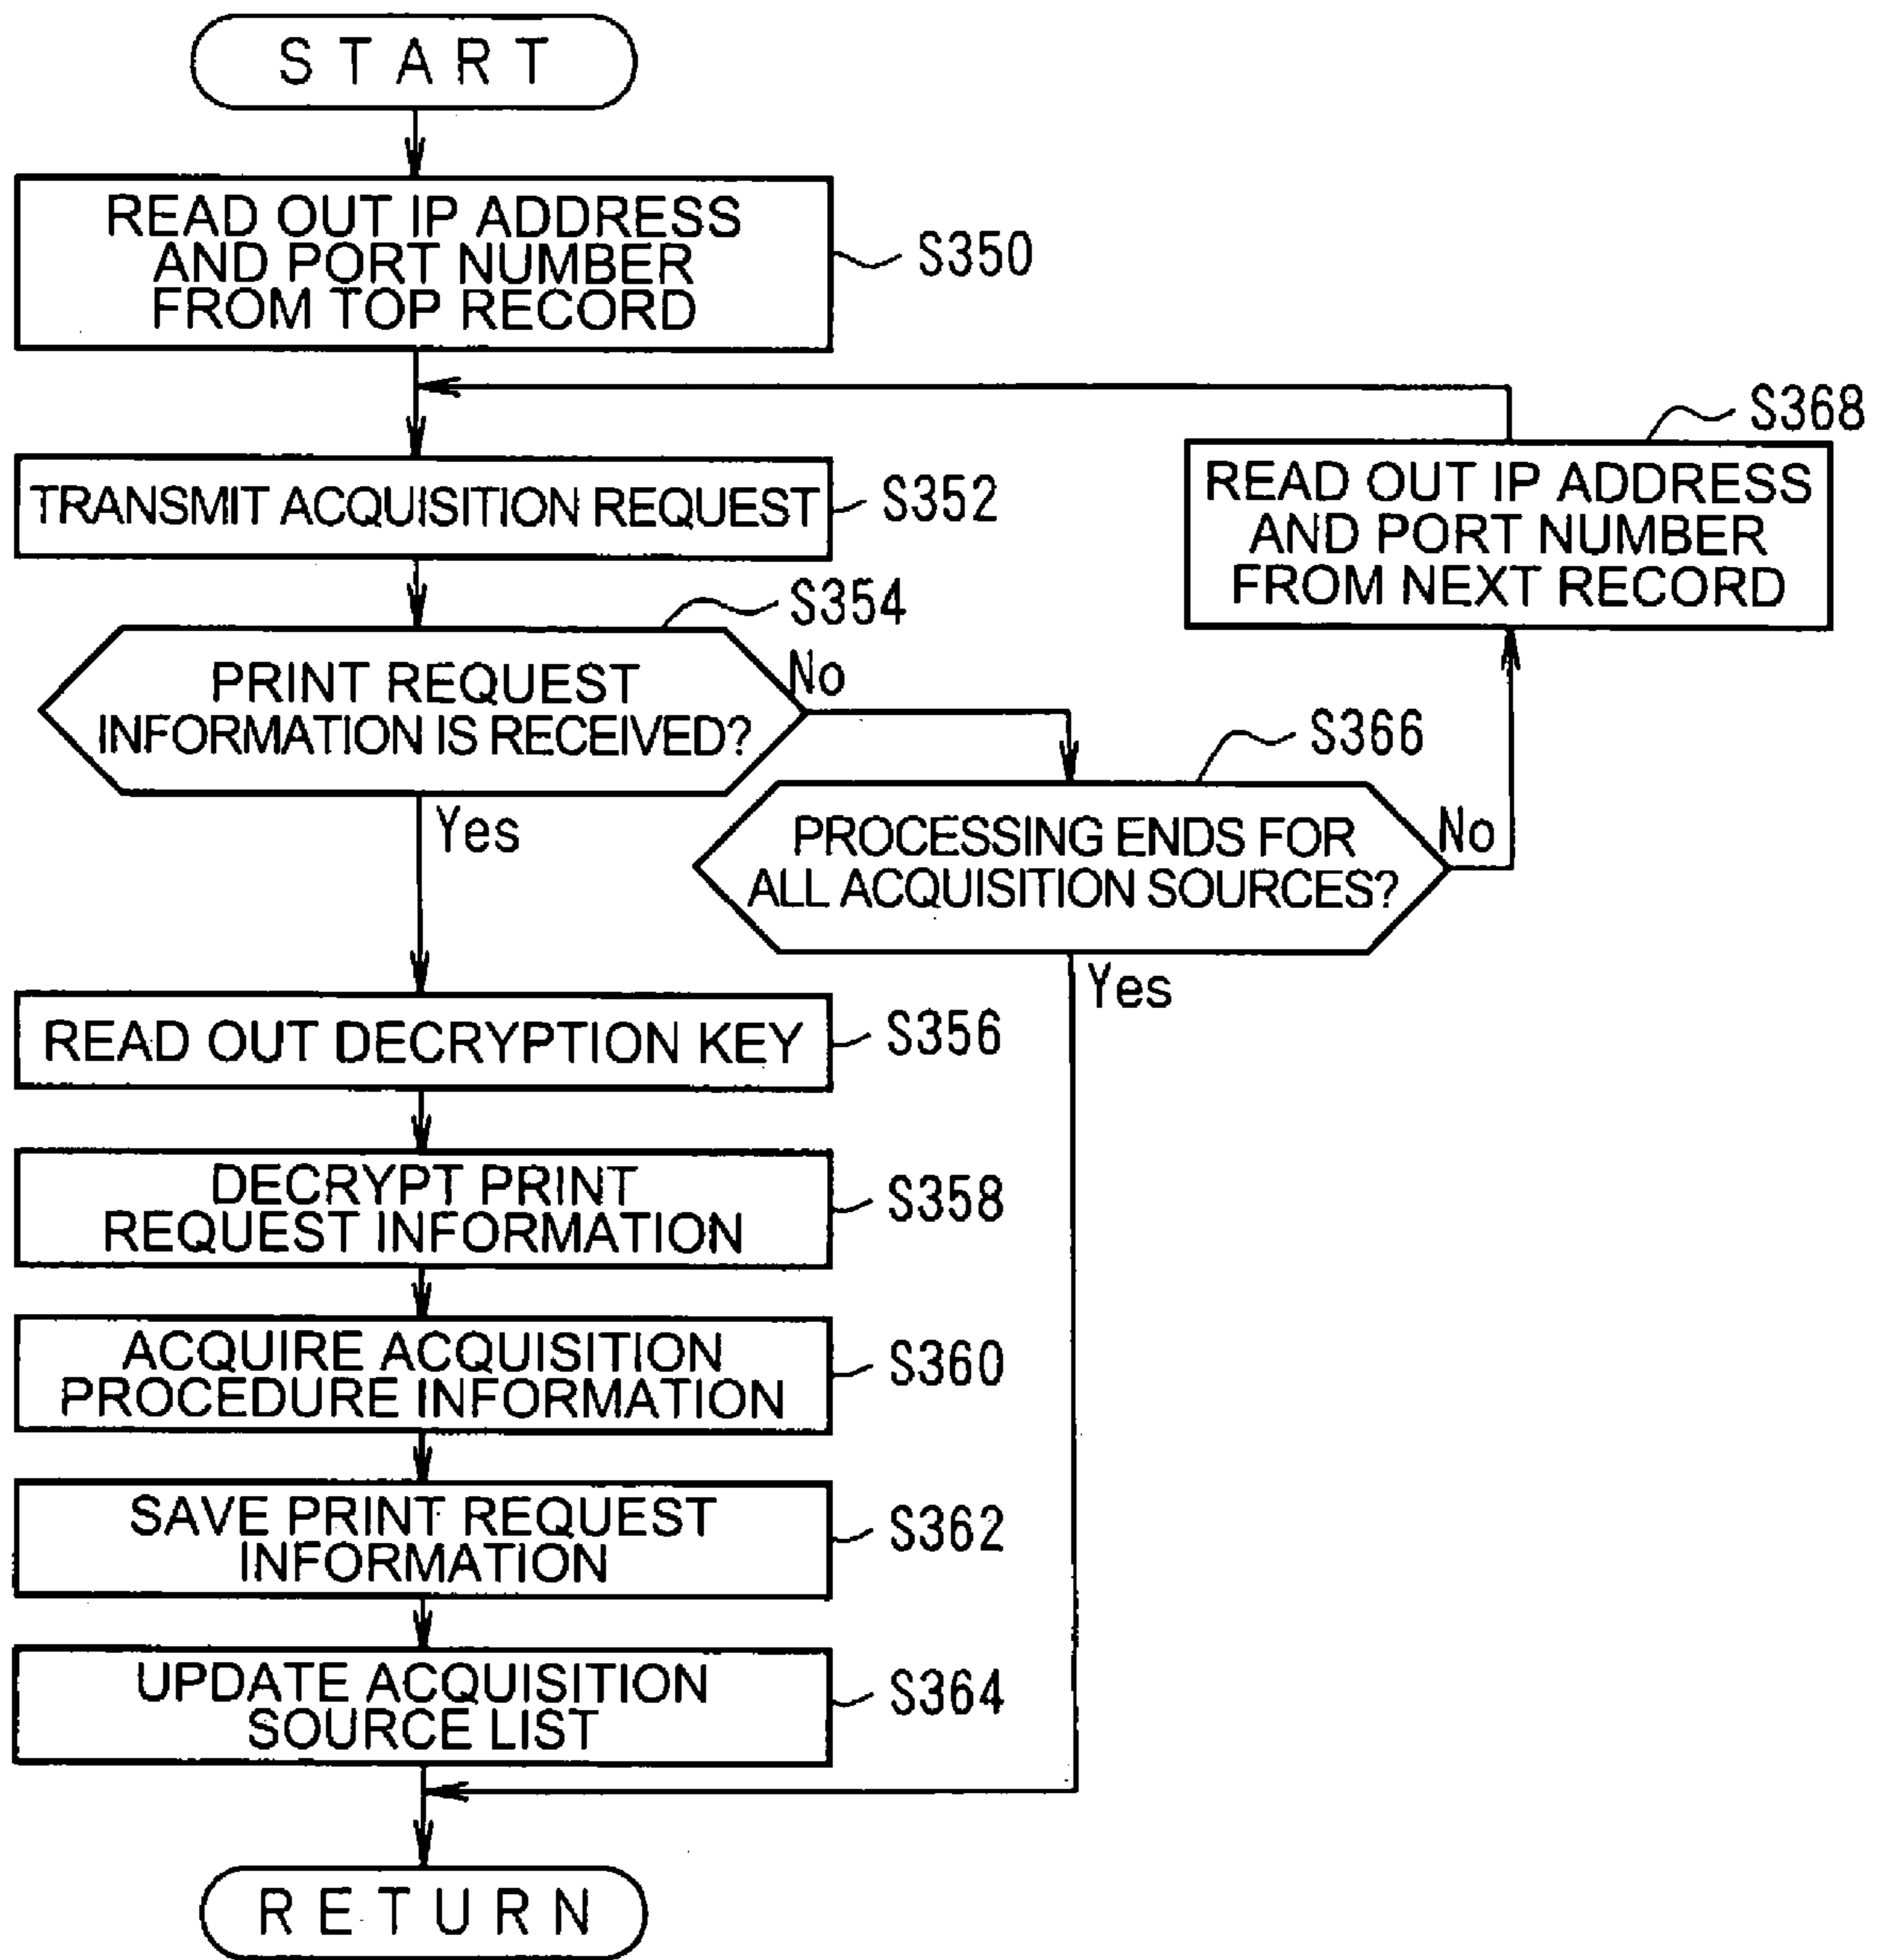 START
READ OUT IP ADDRESS
AND PORT NUMBER
FROM TOP RECORD
S350
S368
READ OUT IP ADDRESS
AND PORT NUMBER
FROM NEXT RECORD
TRANSMIT ACQUISITION REQUEST
S352
S354
PRINT REQUEST
INFORMATION IS RECEIVED?
No
Yes
S366
PROCESSING ENDS FOR
ALL ACQUISITION SOURCES?
No
Yes
READ OUT DECRYPTION KEY
S356
DECRYPT PRINT
REQUEST INFORMATION
S358
ACQUIRE ACQUISITION
PROCEDURE INFORMATION
S360
SAVE PRINT REQUEST
INFORMATION
S362
UPDATE ACQUISITION
SOURCE LIST
S364
RETURN